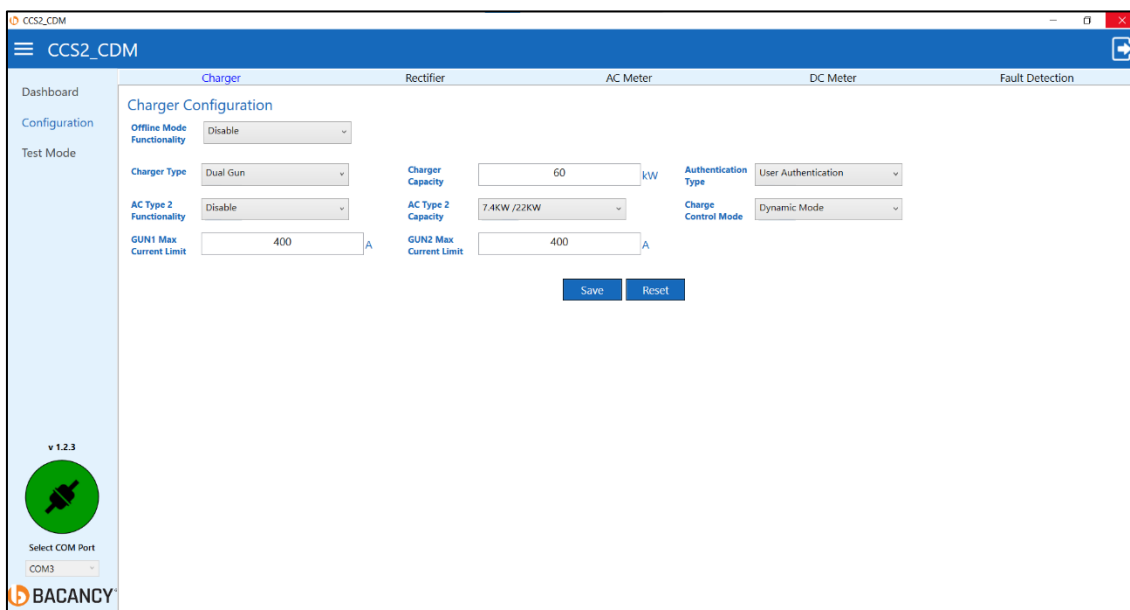 CCS2_CDM
CCS2_CDM
Charger Rectifier AC Meter DC Meter Fault Detection
Dashboard
Configuration
Test Mode
Charger Configuration
Offline Mode
Functionality
Disable
Charger Type
Dual Gun
Charger
Capacity
60
kW
Authentication
Type
User Authentication
AC Type 2
Functionality
Disable
AC Type 2
Capacity
7.4KW /22KW
Charge
Control Mode
Dynamic Mode
GUN1 Max
Current Limit
400
A
GUN2 Max
Current Limit
400
A
Save Reset
v 1.2.3
Select COM Port
COM3
BACANCY